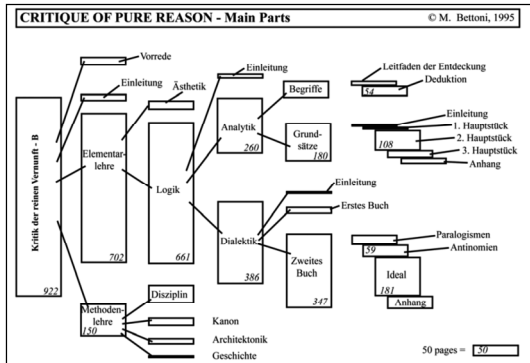 CRITIQUE OF PURE REASON - Main Parts
© M. Bettoni, 1995
Kritik der reinen Vernunft - B
922
Vorrede
Einleitung
Elementar-
lehre
702
Methoden-
lehre
150
Ästhetik
Logik
661
Disziplin
Kanon
Architektonik
Geschichte
Einleitung
Analytik
260
Dialektik
386
Begriffe
Grund-
sätze
180
Einleitung
Erstes Buch
Zweites
Buch
347
Leitfaden der Entdeckung
Deduktion
54
Einleitung
1. Hauptstück
2. Hauptstück
108
3. Hauptstück
Anhang
Paralogismen
Antinomien
59
Ideal
181
Anhang
50 pages = 50